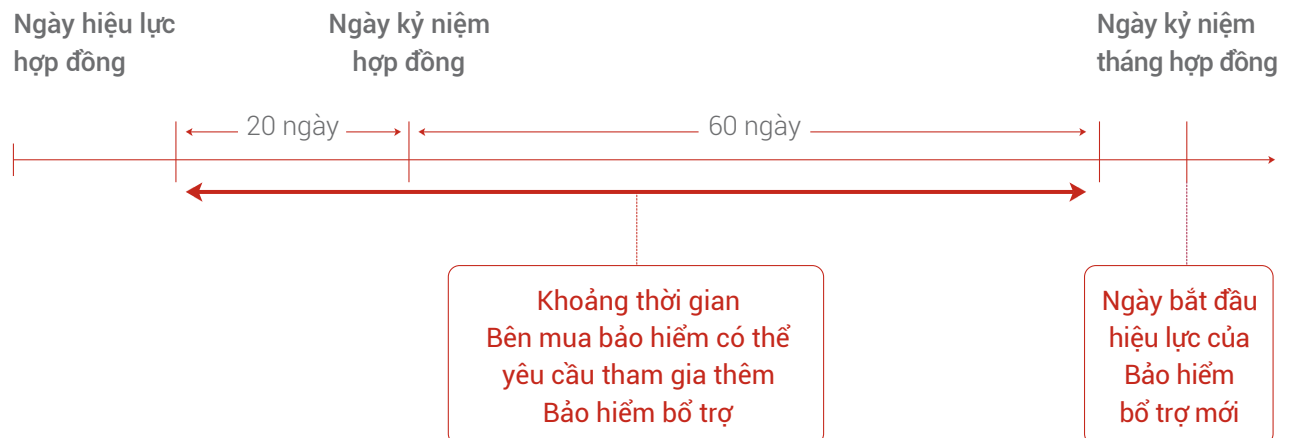 Ngày hiệu lực
hợp đồng
Ngày kỷ niệm
hợp đồng
Ngày kỷ niệm
tháng hợp đồng
20 ngày
60 ngày
Khoảng thời gian
Bên mua bảo hiểm có thể
yêu cầu tham gia thêm
Bảo hiểm bổ trợ
Ngày bắt đầu
hiệu lực của
Bảo hiểm
bổ trợ mới